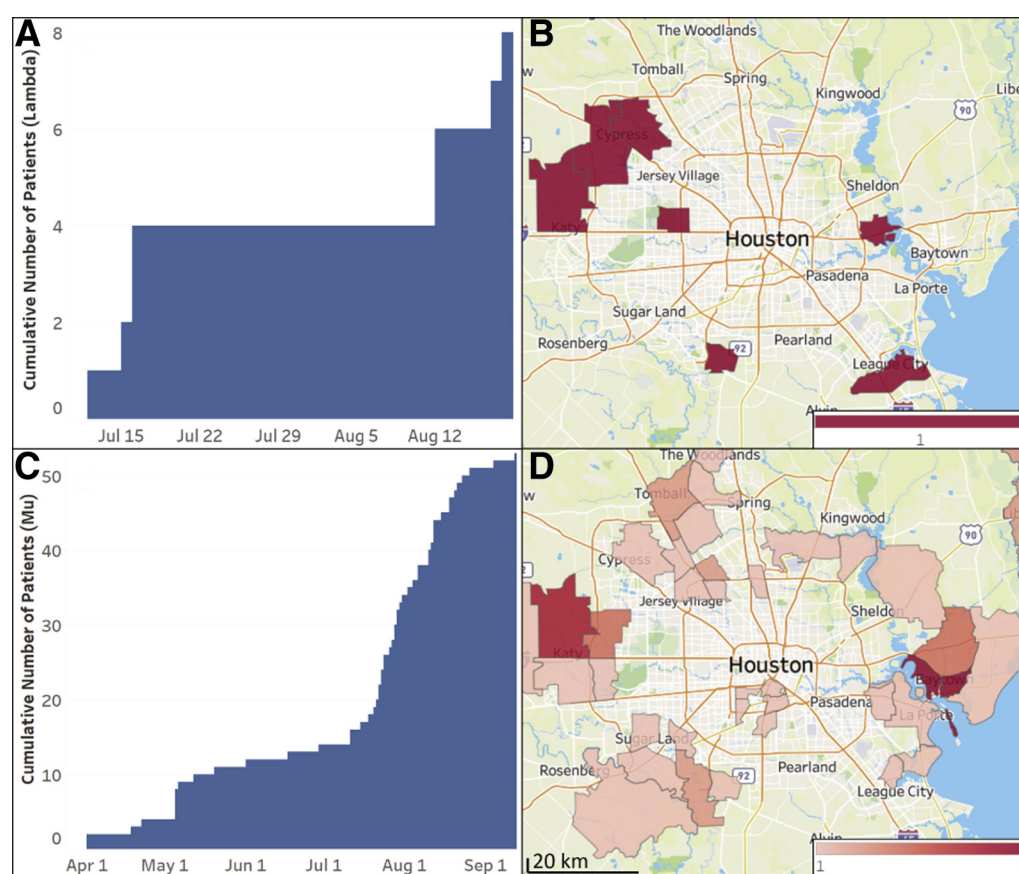 A
Cumulative Number of Patients (Lambda)
8
6
4
2
0
Jul 15 Jul 22 Jul 29 Aug 5 Aug 12
B
The Woodlands
Tomball
Spring
Kingwood
90
Cypress
Jersey Village
Sheldon
Katy
Houston
Baytown
Pasadena
La Porte
Sugar Land
Rosenberg
Pearland
92
League City
Alvin
1
C
Cumulative Number of Patients (Mu)
50
40
30
20
10
0
Apr 1 May 1 Jun 1 Jul 1 Aug 1 Sep 1
D
The Woodlands
Tomball
Spring
Kingwood
90
Cypress
Jersey Village
Sheldon
Katy
Houston
Baytown
Pasadena
La Porte
Sugar Land
Rosenberg
Pearland
92
League City
Alvin
20 km
1